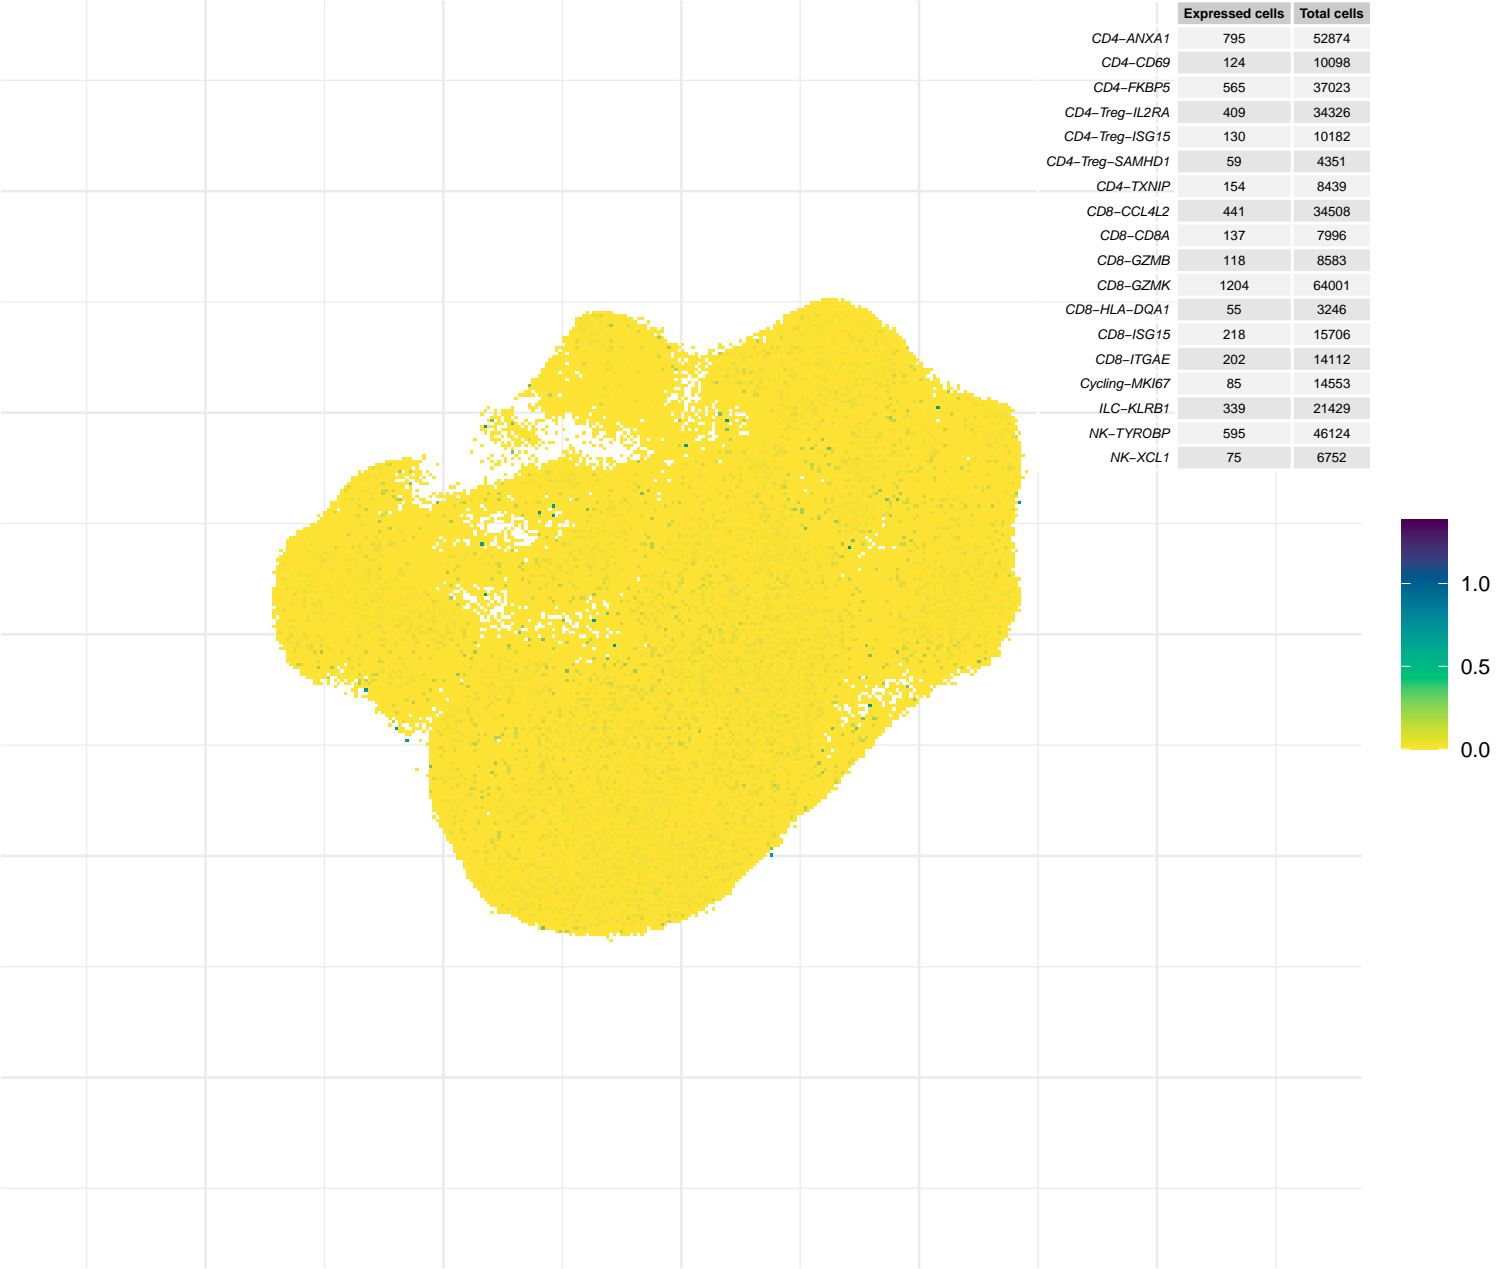 Expressed cells Total cells
CD4−ANXA1 795 52874
CD4−CD69 124 10098
CD4−FKBP5 565 37023
CD4−Treg−IL2RA 409 34326
CD4−Treg−ISG15 130 10182
CD4−Treg−SAMHD1 59 4351
CD4−TXNIP 154 8439
CD8−CCL4L2 441 34508
CD8−CD8A 137 7996
CD8−GZMB 118 8583
CD8−GZMK 1204 64001
CD8−HLA−DQA1 55 3246
CD8−ISG15 218 15706
CD8−ITGAE 202 14112
Cycling−MKI67 85 14553
ILC−KLRB1 339 21429
NK−TYROBP 595 46124
NK−XCL1 75 6752
1.0
0.5
0.0